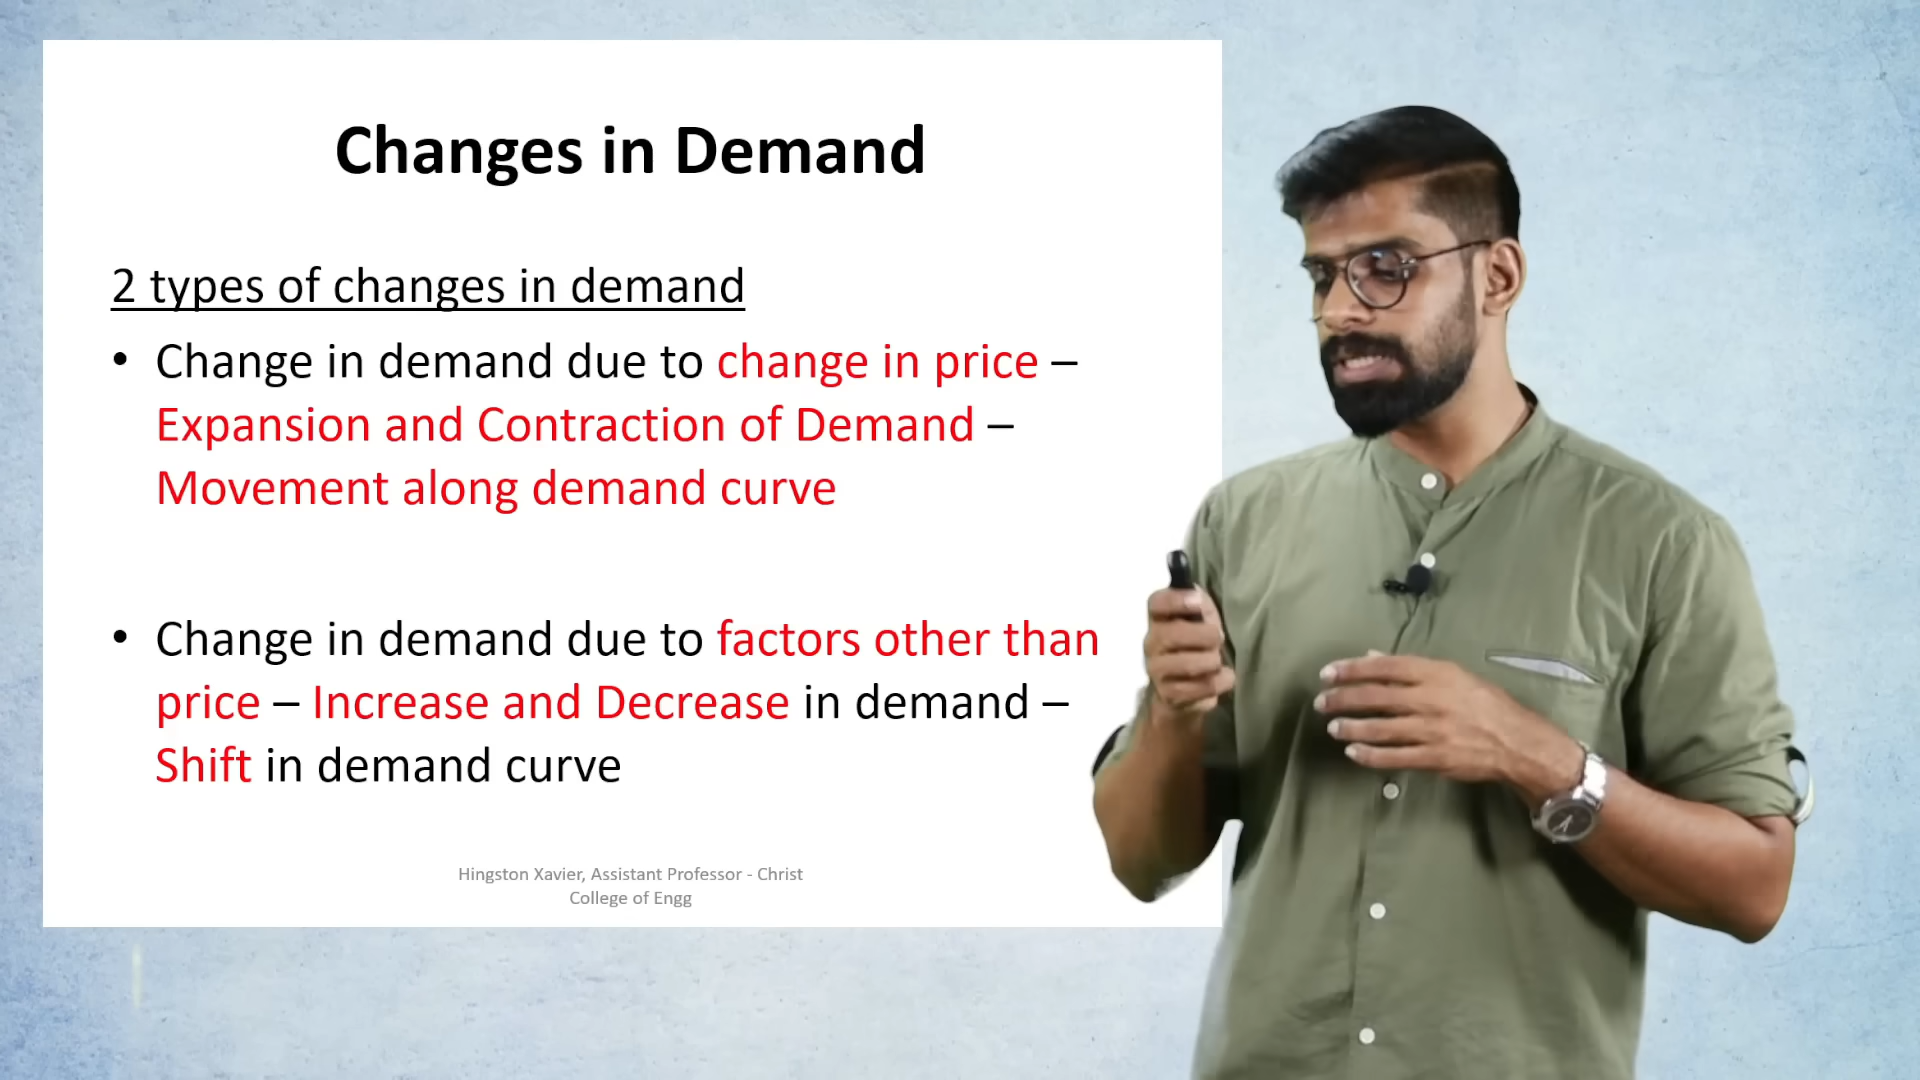 Changes in Demand
2 types of changes in demand
• Change in demand due to change in price –
Expansion and Contraction of Demand –
Movement along demand curve
• Change in demand due to factors other than
price – Increase and Decrease in demand –
Shift in demand curve
Hingston Xavier, Assistant Professor - Christ
College of Engg